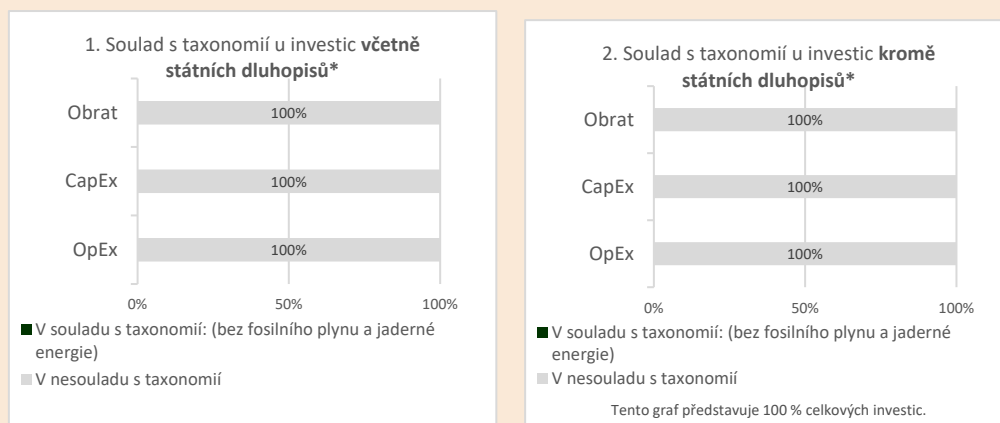 1. Soulad s taxonomií u investic včetně
státních dluhopisů*
Obrat
100%
CapEx
100%
OpEx
100%
0%
50%
100%
V souladu s taxonomií: (bez fosilního plynu a jaderné
energie)
V nesouladu s taxonomií
2. Soulad s taxonomií u investic kromě
státních dluhopisů*
Obrat
100%
CapEx
100%
OpEx
100%
0%
50%
100%
V souladu s taxonomií: (bez fosilního plynu a jaderné
energie)
V nesouladu s taxonomií
Tento graf představuje 100 % celkových investic.